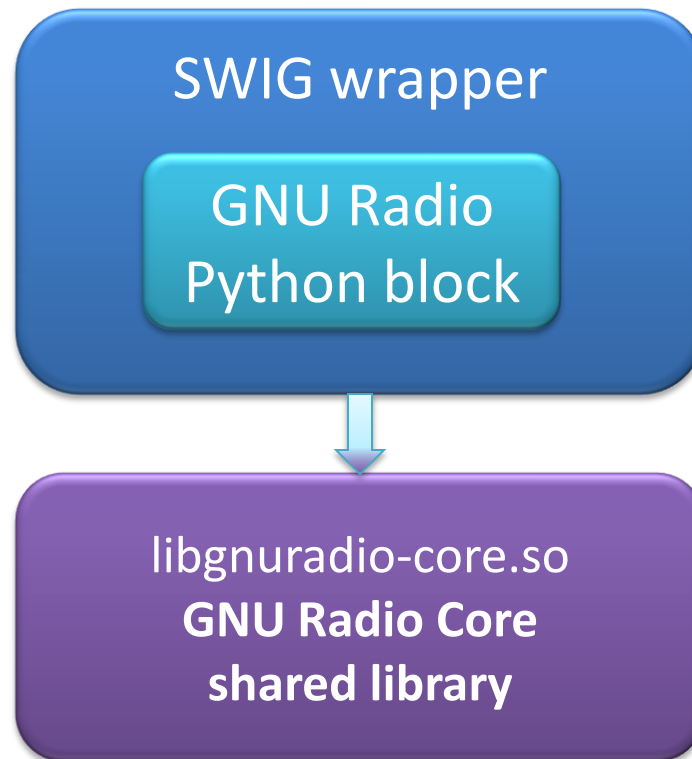 SWIG wrapper
GNU Radio
Python block
libgnuradio-core.so
GNU Radio Core
shared library